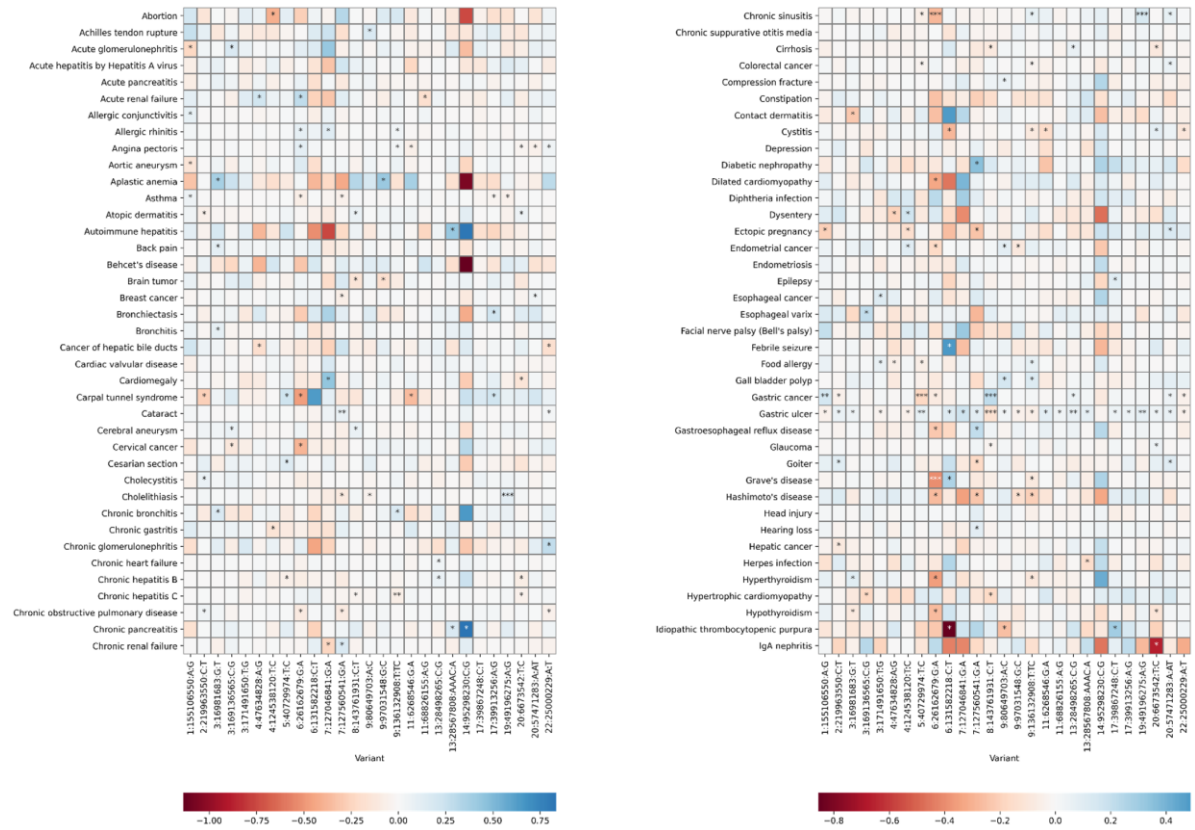 Abortion
Achilles tendon rupture
Acute glomerulonephritis
Acute hepatitis by Hepatitis A virus
Acute pancreatitis
Acute renal failure
Allergic conjunctivitis
Allergic rhinitis
Angina pectoris
Aortic aneurysm
Aplastic anemia
Asthma
Atopic dermatitis
Autoimmune hepatitis
Back pain
Behcet's disease
Brain tumor
Breast cancer
Bronchiectasis
Bronchitis
Cancer of hepatic bile ducts
Cardiac valvular disease
Cardiomegaly
Carpal tunnel syndrome
Cataract
Cerebral aneurysm
Cervical cancer
Cesarian section
Cholecystitis
Cholelithiasis
Chronic bronchitis
Chronic gastritis
Chronic glomerulonephritis
Chronic heart failure
Chronic hepatitis B
Chronic hepatitis C
Chronic obstructive pulmonary disease
Chronic pancreatitis
Chronic renal failure
1:155106550:A:G
2:219963550:C:T
3:16981683:G:T
3:169136565:C:G
3:171491650:T:G
4:47634828:A:G
4:124538120:T:C
5:40729974:T:C
6:26162679:G:A
6:131582218:C:T
7:127046841:G:A
7:127560541:G:A
8:143761931:C:T
9:80649703:A:C
9:97031548:G:C
9:136132908:T:TC
11:6268546:G:A
11:68826155:A:G
13:28498265:C:G
13:28567808:AAC:A
14:95298230:C:G
17:39867248:C:T
17:39913256:A:G
19:49196275:A:G
20:6673542:T:C
20:57471283:A:AT
22:25000229:A:T
Variant
−1.00 −0.75 −0.50 −0.25 0.00 0.25 0.50 0.75
Chronic sinusitis
Chronic suppurative otitis media
Cirrhosis
Colorectal cancer
Compression fracture
Constipation
Contact dermatitis
Cystitis
Depression
Diabetic nephropathy
Dilated cardiomyopathy
Diphtheria infection
Dysentery
Ectopic pregnancy
Endometrial cancer
Endometriosis
Epilepsy
Esophageal cancer
Esophageal varix
Facial nerve palsy (Bell's palsy)
Febrile seizure
Food allergy
Gall bladder polyp
Gastric cancer
Gastric ulcer
Gastroesophageal reflux disease
Glaucoma
Goiter
Grave's disease
Hashimoto's disease
Head injury
Hearing loss
Hepatic cancer
Herpes infection
Hyperthyroidism
Hypertrophic cardiomyopathy
Hypothyroidism
Idiopathic thrombocytopenic purpura
IgA nephritis
1:155106550:A:G
2:219963550:C:T
3:16981683:G:T
3:169136565:C:G
3:171491650:T:G
4:47634828:A:G
4:124538120:T:C
5:40729974:T:C
6:26162679:G:A
6:131582218:C:T
7:127046841:G:A
7:127560541:G:A
8:143761931:C:T
9:80649703:A:C
9:97031548:G:C
9:136132908:T:TC
11:6268546:G:A
11:68826155:A:G
13:28498265:C:G
13:28567808:AAC:A
14:95298230:C:G
17:39867248:C:T
17:39913256:A:G
19:49196275:A:G
20:6673542:T:C
20:57471283:A:AT
22:25000229:A:T
Variant
−0.8 −0.6 −0.4 −0.2 0.0 0.2 0.4